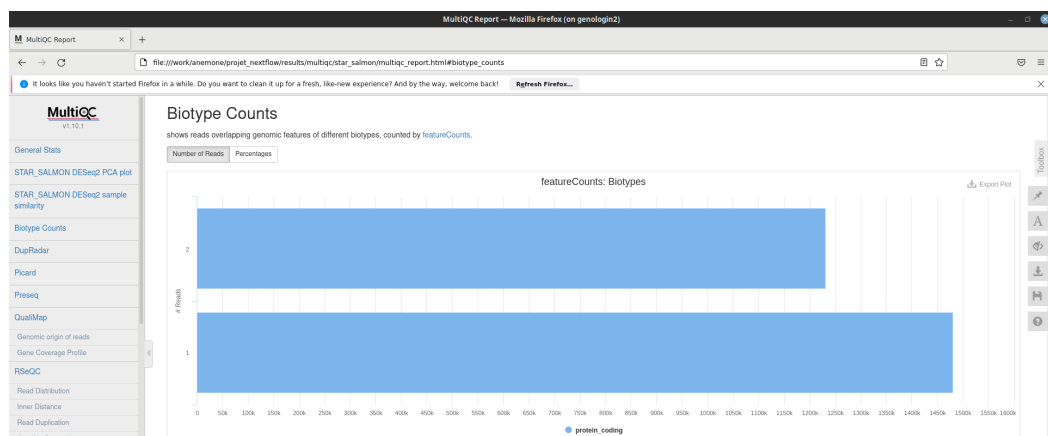 MultiQC Report — Mozilla Firefox (on genologin2)
MultiQC Report
file:///work/anemone/projet_nextflow/results/multiqc/star_salmon/multiqc_report.html#biotype_counts
It looks like you haven't started Firefox in a while. Do you want to clean it up for a fresh, like-new experience? And by the way, welcome back! Refresh Firefox...
MultiQC
v1.10.1
General Stats
STAR_SALMON DESeq2 PCA plot
STAR_SALMON DESeq2 sample
similarity
Biotype Counts
DupRadar
Picard
Preseq
QualiMap
Genomic origin of reads
Gene Coverage Profile
RSeQC
Read Distribution
Inner Distance
Read Duplication
Biotype Counts
shows reads overlapping genomic features of different biotypes, counted by featureCounts.
Number of Reads Percentages
featureCounts: Biotypes
Export Plot
# Reads
2
1
0 50k 100k 150k 200k 250k 300k 350k 400k 450k 500k 550k 600k 650k 700k 750k 800k 850k 900k 950k 1000k 1050k 1100k 1150k 1200k 1250k 1300k 1350k 1400k 1450k 1500k 1550k 1600k
protein_coding
Toolbox
A